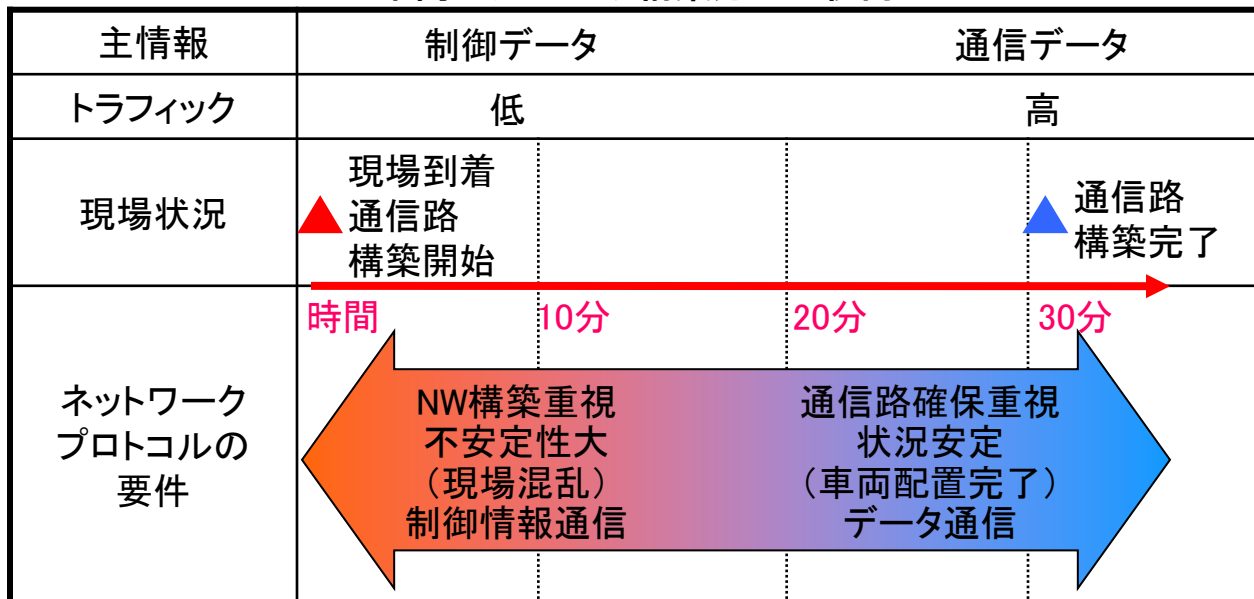 主情報
制御データ
通信データ
トラフィック
低
高
現場状況
現場到着
通信路
構築開始
通信路
構築完了
時間
10分
20分
30分
ネットワーク
プロトコルの
要件
NW構築重視
不安定性大
（現場混乱）
制御情報通信
通信路確保重視
状況安定
（車両配置完了）
データ通信